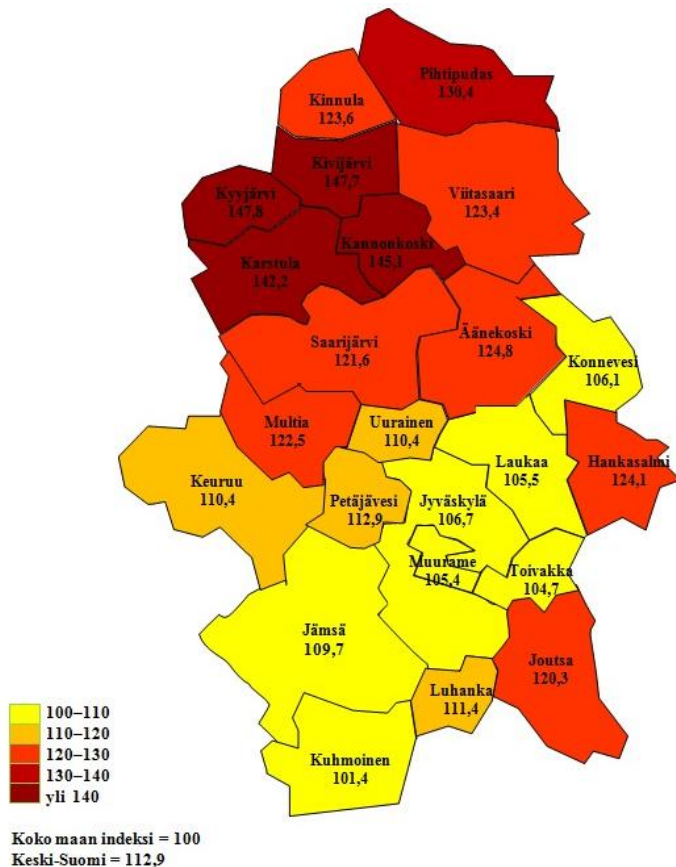 Pihtipudas
130,4
Kinnula
123,6
Kivijärvi
147,7
Kyyjärvi
147,8
Viitasaari
123,4
Kannonkoski
145,1
Karstula
142,2
Saarijärvi
121,6
Äänekoski
124,8
Konnevesi
106,1
Multia
122,5
Uurainen
110,4
Laukaa
105,5
Hankasalmi
124,1
Keuruu
110,4
Petäjävesi
112,9
Jyväskylä
106,7
Muurame
105,4
Toivakka
104,7
Jämsä
109,7
Joutsa
120,3
Luhanka
111,4
Kuhmoinen
101,4
100–110
110–120
120–130
130–140
yli 140
Koko maan indeksi = 100
Keski-Suomi = 112,9